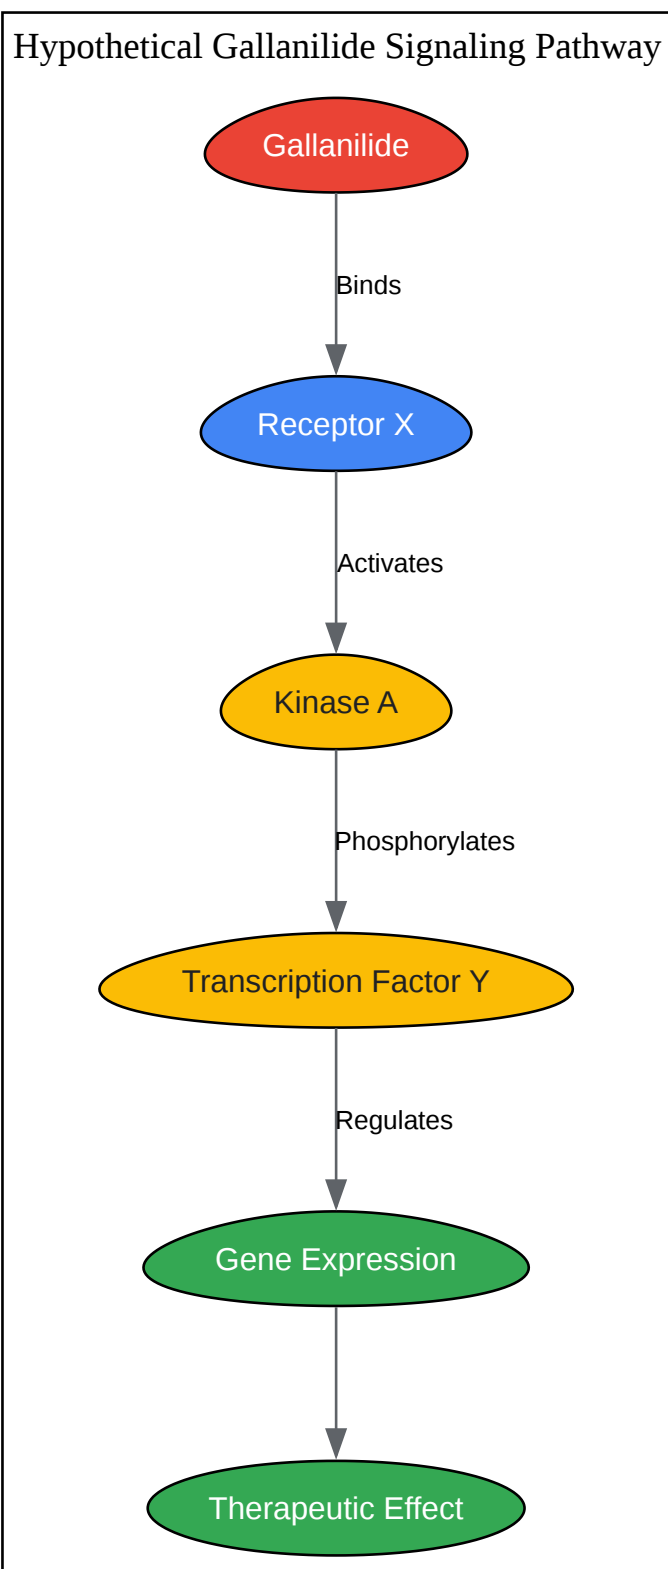 Hypothetical Gallanilide Signaling Pathway
Gallanilide
Binds
Receptor X
Activates
Kinase A
Phosphorylates
Transcription Factor Y
Regulates
Gene Expression
Therapeutic Effect